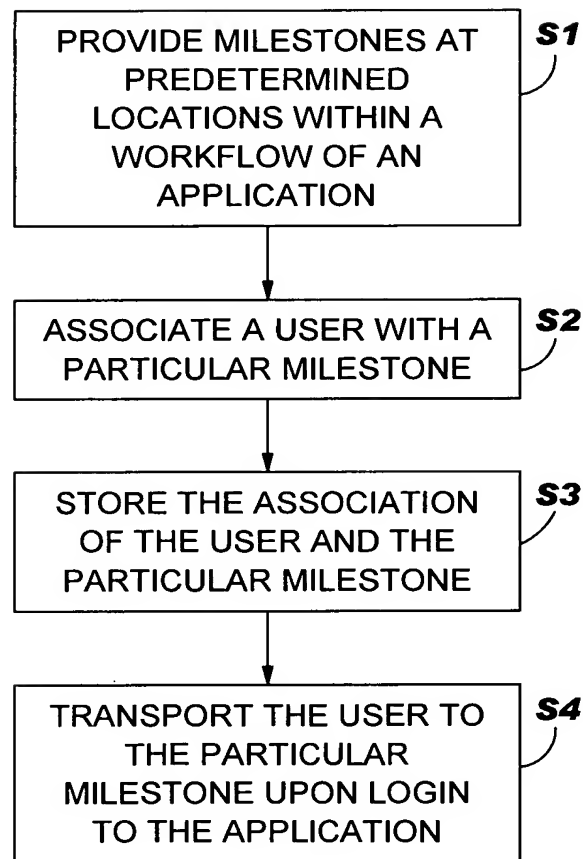 PROVIDE MILESTONES AT
PREDETERMINED
LOCATIONS WITHIN A
WORKFLOW OF AN
APPLICATION
S1
ASSOCIATE A USER WITH A
PARTICULAR MILESTONE
S2
STORE THE ASSOCIATION
OF THE USER AND THE
PARTICULAR MILESTONE
S3
TRANSPORT THE USER TO
THE PARTICULAR
MILESTONE UPON LOGIN
TO THE APPLICATION
S4